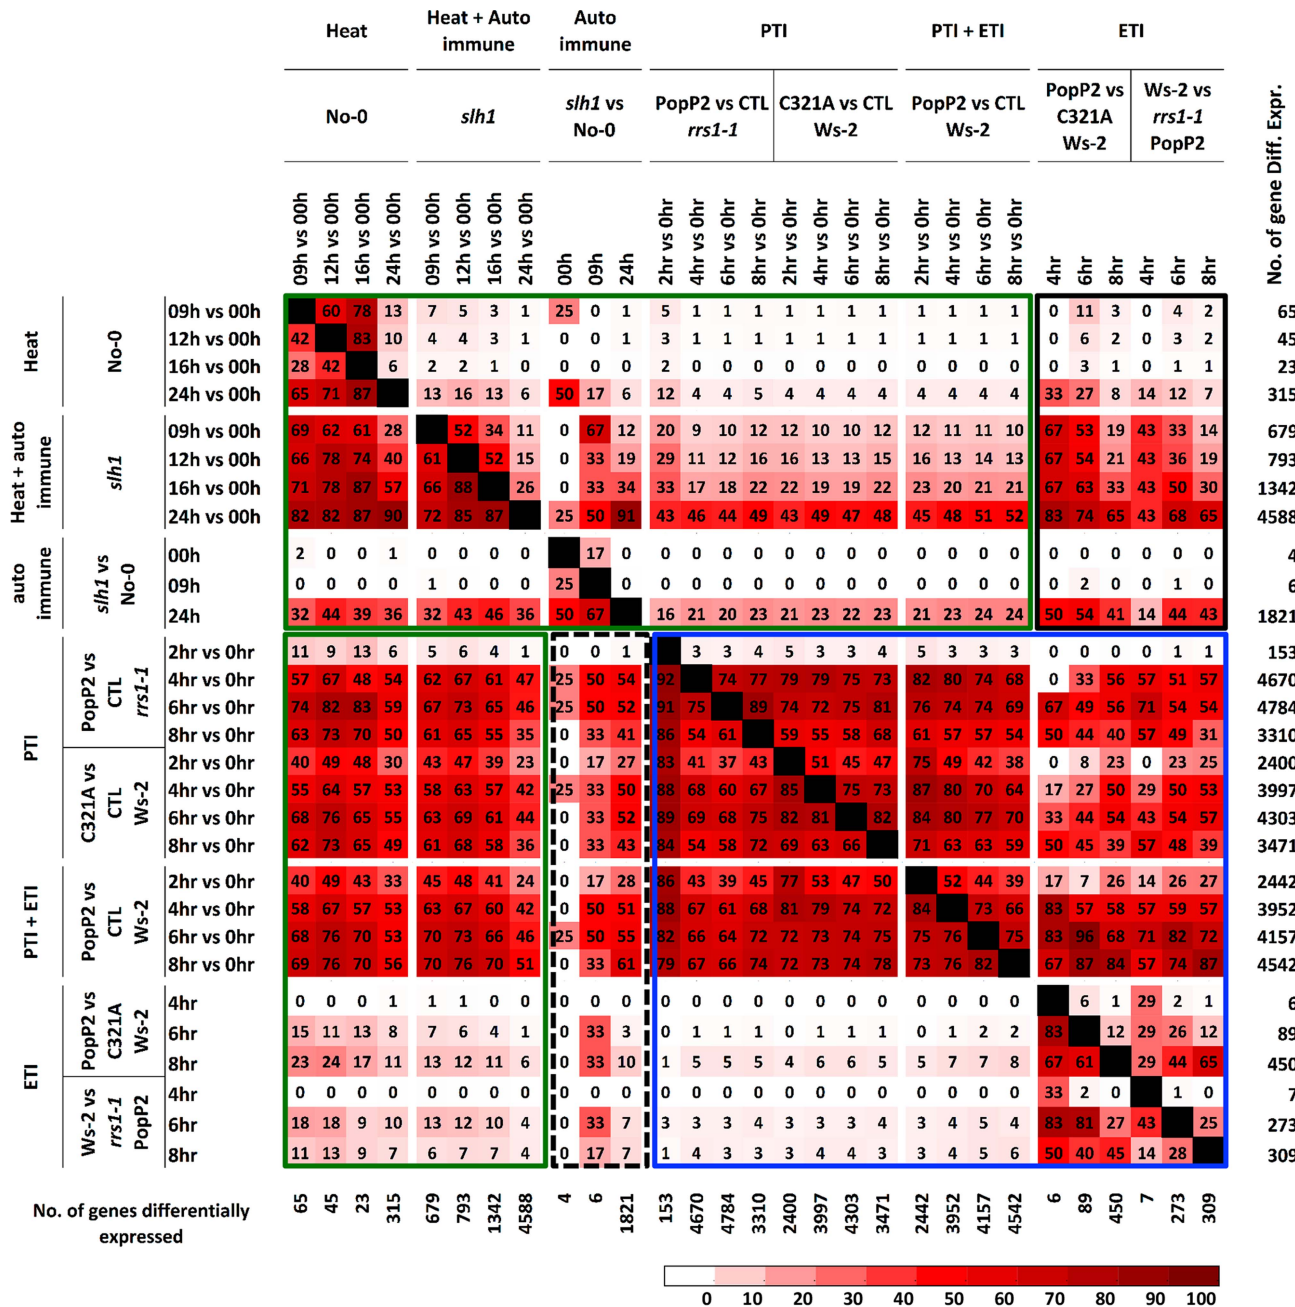 Heat Heat + Auto immune Auto immune PTI PTI + ETI ETI
No-0 slh1 slh1 vs No-0 PopP2 vs CTL rrs1-1 C321A vs CTL Ws-2 PopP2 vs CTL Ws-2 PopP2 vs C321A Ws-2 Ws-2 vs rrs1-1 PopP2
09h vs 00h 12h vs 00h 16h vs 00h 24h vs 00h 09h vs 00h 12h vs 00h 16h vs 00h 24h vs 00h 00h 09h 24h 2hr vs 0hr 4hr vs 0hr 6hr vs 0hr 8hr vs 0hr 2hr vs 0hr 4hr vs 0hr 6hr vs 0hr 8hr vs 0hr 2hr vs 0hr 4hr vs 0hr 6hr vs 0hr 8hr vs 0hr 4hr 6hr 8hr 4hr 6hr 8hr No. of gene Diff. Expr.
Heat
No-0
09h vs 00h 60 78 13 7 5 3 1 25 0 1 5 1 1 1 1 1 1 1 1 1 1 1 0 11 3 0 4 2 65
12h vs 00h 42 83 10 4 4 3 1 0 0 1 3 1 1 1 1 1 1 1 1 1 1 1 0 6 2 0 3 2 45
16h vs 00h 28 42 6 2 2 1 0 0 0 0 2 0 0 0 0 0 0 0 0 0 0 0 0 3 1 0 1 1 23
24h vs 00h 65 71 87 13 16 13 6 50 17 6 12 4 4 5 4 4 4 4 4 4 4 4 33 27 8 14 12 7 315
Heat + auto immune
slh1
09h vs 00h 69 62 61 28 52 34 11 0 67 12 20 9 10 12 12 10 10 12 12 11 11 10 67 53 19 43 33 14 679
12h vs 00h 66 78 74 40 61 52 15 0 33 19 29 11 12 16 16 13 13 15 16 13 14 13 67 54 21 43 36 19 793
16h vs 00h 71 78 87 57 66 88 26 0 33 34 33 17 18 22 22 19 19 22 23 20 21 21 67 63 33 43 50 30 1342
24h vs 00h 82 82 87 90 72 85 87 25 50 91 43 46 44 49 43 49 47 48 45 48 51 52 83 74 65 43 68 65 4588
auto immune
slh1 vs No-0
00h 2 0 0 1 0 0 0 0 17 0 0 0 0 0 0 0 0 0 0 0 0 0 0 0 0 0 0 0 4
09h 0 0 0 0 1 0 0 0 25 0 0 0 0 0 0 0 0 0 0 0 0 0 0 2 0 0 1 0 6
24h 32 44 39 36 32 43 46 36 50 67 16 21 20 23 21 23 22 23 21 23 24 24 50 54 41 14 44 43 1821
PTI
PopP2 vs CTL rrs1-1
2hr vs 0hr 11 9 13 6 5 6 4 1 0 0 1 3 3 4 5 3 3 4 5 3 3 3 0 0 0 0 1 1 153
4hr vs 0hr 57 67 48 54 62 67 61 47 25 50 54 92 74 77 79 79 75 73 82 80 74 68 0 33 56 57 51 57 4670
6hr vs 0hr 74 82 83 59 67 73 65 46 25 50 52 91 75 89 74 72 75 81 76 74 74 69 67 49 56 71 54 54 4784
8hr vs 0hr 63 73 70 50 61 65 55 35 0 33 41 86 54 61 59 55 58 68 61 57 57 54 50 44 40 57 49 31 3310
C321A vs CTL Ws-2
2hr vs 0hr 40 49 48 30 43 47 39 23 0 17 27 83 41 37 43 51 45 47 75 49 42 38 0 8 23 0 23 25 2400
4hr vs 0hr 55 64 57 53 58 63 57 42 25 33 50 88 68 60 67 85 75 73 87 80 70 64 17 27 50 29 50 53 3997
6hr vs 0hr 68 76 65 55 63 69 61 44 0 33 52 89 69 68 75 82 81 82 84 80 77 70 33 44 54 43 54 57 4303
8hr vs 0hr 62 73 65 49 61 68 58 36 0 33 43 84 54 58 72 69 63 66 71 63 63 59 50 45 39 57 48 39 3471
PTI + ETI
PopP2 vs CTL Ws-2
2hr vs 0hr 40 49 43 33 45 48 41 24 0 17 28 86 43 39 45 77 53 47 50 52 44 39 17 7 26 14 26 27 2442
4hr vs 0hr 58 67 57 53 63 67 60 42 0 50 51 88 67 61 68 81 79 74 72 84 73 66 83 57 58 57 59 57 3952
6hr vs 0hr 68 76 70 53 70 73 66 46 25 50 55 82 66 64 72 72 73 74 75 75 76 75 83 96 68 71 82 72 4157
8hr vs 0hr 69 76 70 56 70 76 70 51 0 33 61 79 67 66 74 72 74 74 78 73 76 82 67 87 84 57 74 87 4542
ETI
PopP2 vs C321A Ws-2
4hr 0 0 0 1 1 1 0 0 0 0 0 0 0 0 0 0 0 0 0 0 0 0 0 6 1 29 2 1 6
6hr 15 11 13 8 7 6 4 1 0 33 3 0 1 1 1 0 1 1 1 0 1 2 2 83 12 29 26 12 89
8hr 23 24 17 11 13 12 11 6 0 33 10 1 5 5 5 4 6 6 5 5 7 7 8 67 61 29 44 65 450
Ws-2 vs rrs1-1 PopP2
4hr 0 0 0 0 0 0 0 0 0 0 0 0 0 0 0 0 0 0 0 0 0 0 0 33 2 0 1 0 7
6hr 18 18 9 10 13 12 10 4 0 33 7 3 3 3 4 3 4 3 4 3 4 5 4 83 81 27 43 25 273
8hr 11 13 9 7 6 7 7 4 0 17 7 1 4 3 3 3 4 4 3 3 4 5 6 50 40 45 14 28 309
No. of genes differentially expressed 65 45 23 315 679 793 1342 4588 4 6 1821 153 4670 4784 3310 2400 3997 4303 3471 2442 3952 4157 4542 6 89 450 7 273 309
0 10 20 30 40 50 60 70 80 90 100